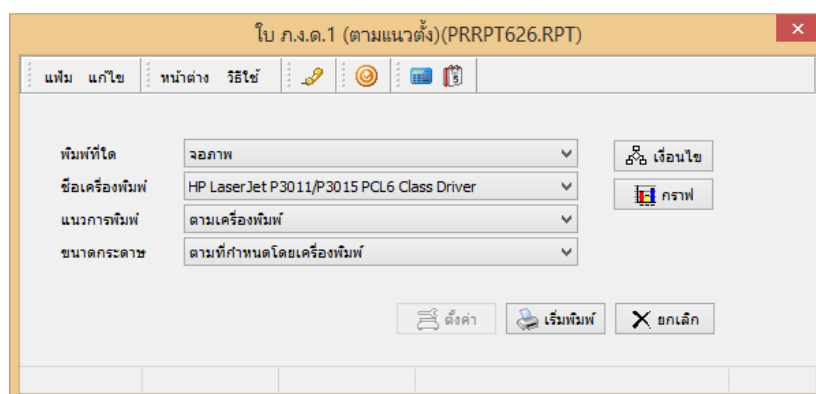 ใบ ภ.ง.ด.1 (ตามแนวตั้ง)(PRRPT626.RPT)
แฟ้ม แก้ไข หน้าต่าง วิธีใช้
5
พิมพ์ที่ใด จอภาพ เงื่อนไข
ชื่อเครื่องพิมพ์ HP LaserJet P3011/P3015 PCL6 Class Driver กราฟ
แนวการพิมพ์ ตามเครื่องพิมพ์
ขนาดกระดาษ ตามที่กำหนดโดยเครื่องพิมพ์
ตั้งค่า เริ่มพิมพ์ ยกเลิก